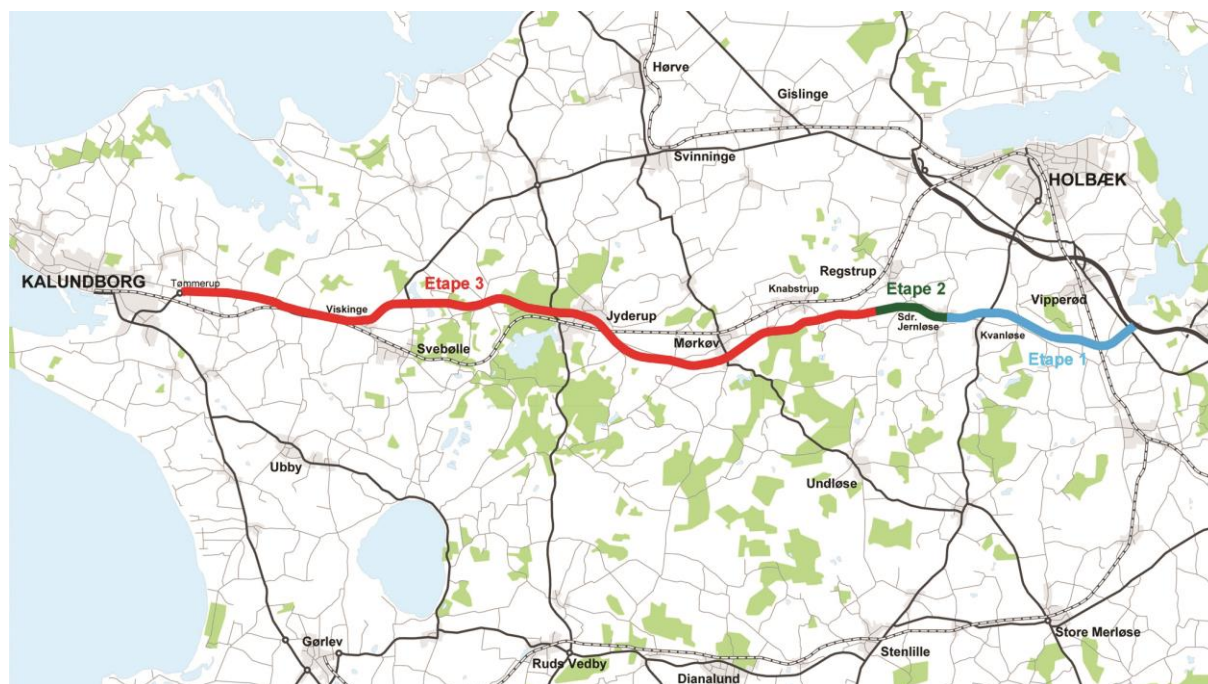 Hørve
Gislinge
Svinninge
HOLBÆK
KALUNDBORG
Tømmerup
Etape 3
Regstrup
Knabstrup
Etape 2
Vipperød
Viskinge
Jyderup
Sdr.
Jernløse
Kvanløse
Svebølle
Mørkøv
Etape 1
Ubby
Undløse
Gørlev
Store Merløse
Stenlille
Ruds Vedby
Dianalund